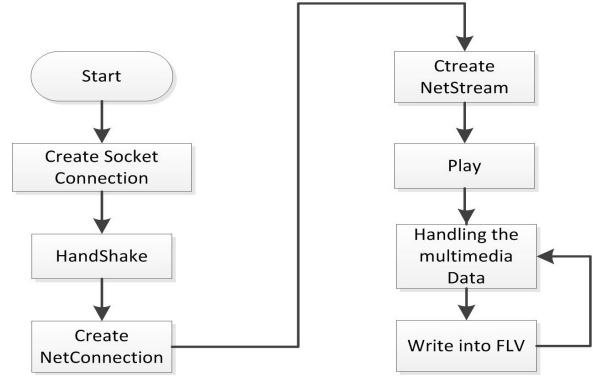 Start
Create Socket
Connection
HandShake
Create
NetConnection
Ctreate
NetStream
Play
Handling the
multimedia
Data
Write into FLV